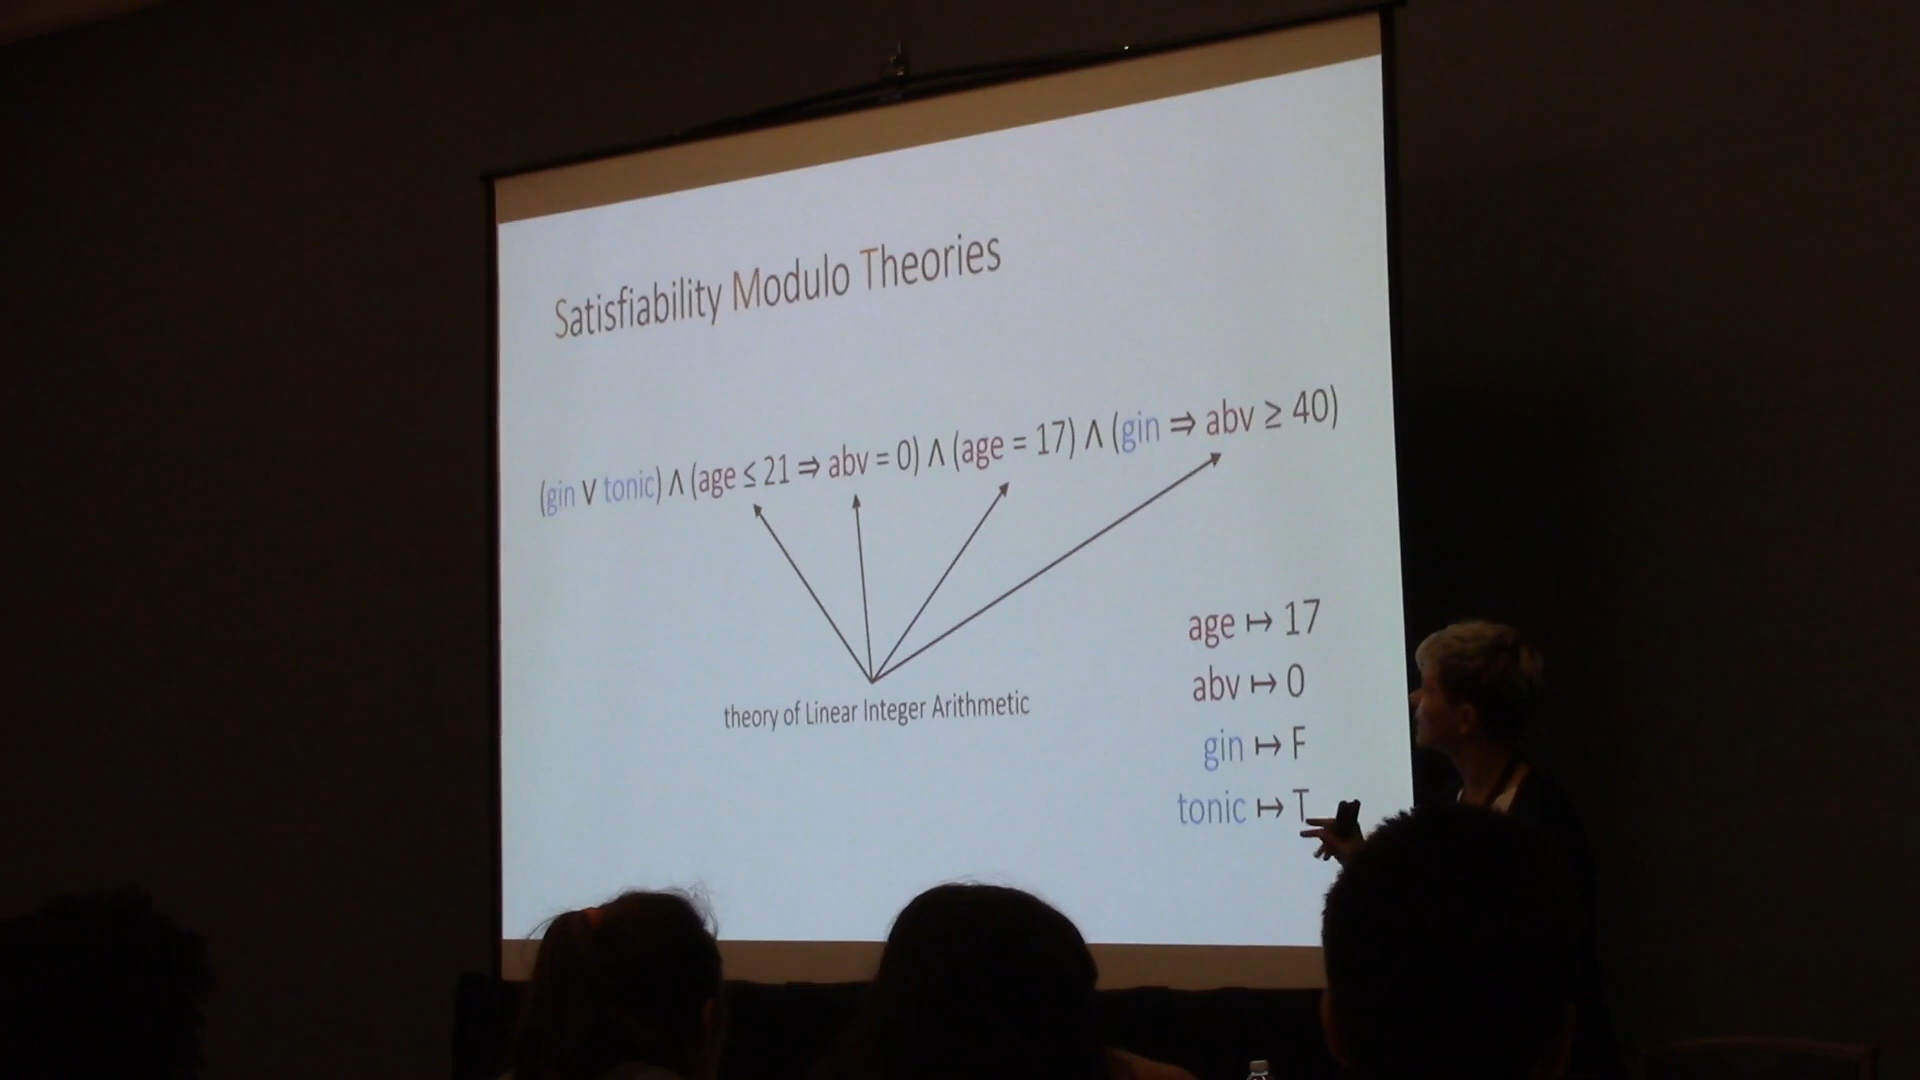 Satisfiability Modulo Theories
(gin ∨ tonic) ∧ (age ≤ 21 ⇒ abv = 0) ∧ (age = 17) ∧ (gin ⇒ abv ≥ 40)
theory of Linear Integer Arithmetic
age ↦ 17
abv ↦ 0
gin ↦ F
tonic ↦ T